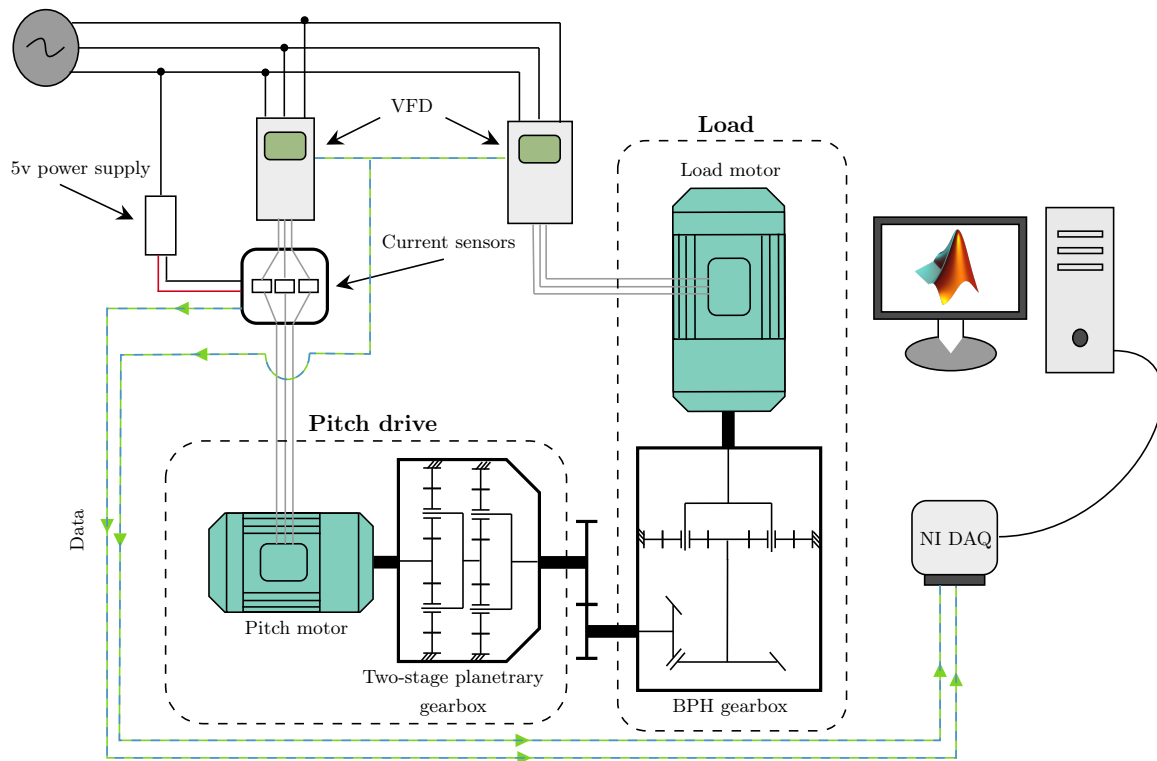 VFD
Load
5v power supply
Load motor
Current sensors
Pitch drive
Data
NI DAQ
Pitch motor
Two-stage planetrary
gearbox
BPH gearbox